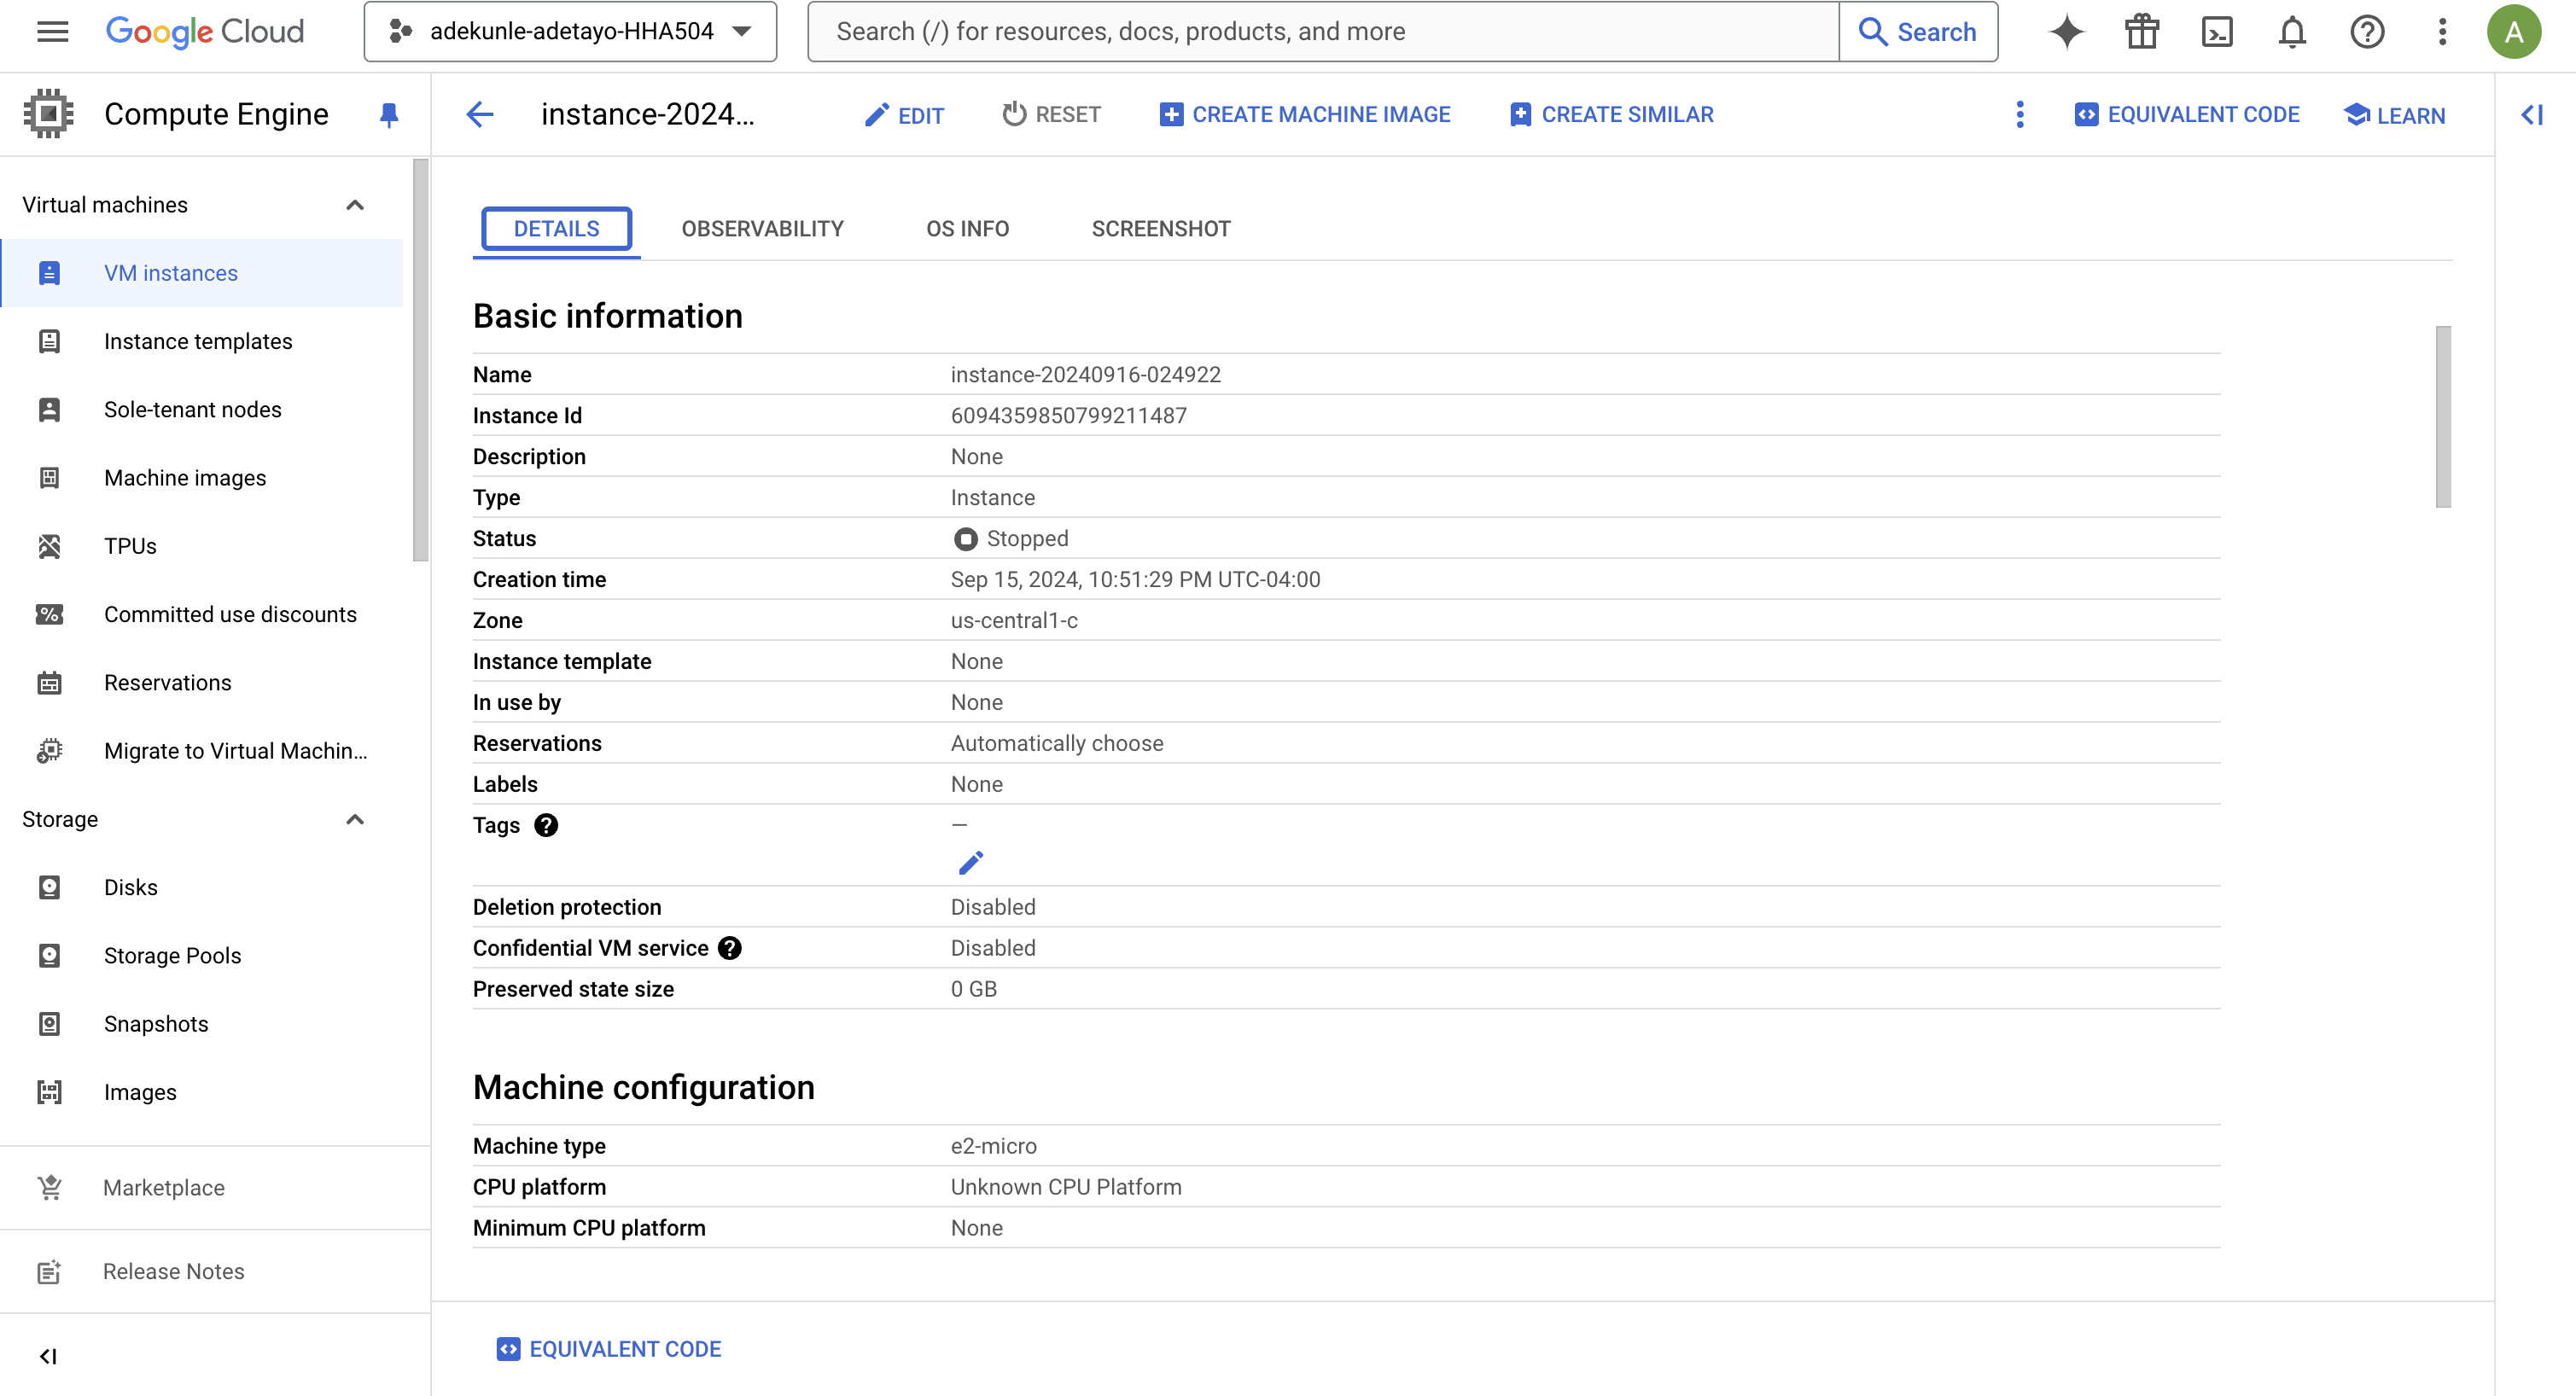 Google Cloud
adekunle-adetayo-HHA504
Search (/) for resources, docs, products, and more
Search
A
Compute Engine
instance-2024...
EDIT
RESET
CREATE MACHINE IMAGE
CREATE SIMILAR
EQUIVALENT CODE
LEARN
Virtual machines
VM instances
Instance templates
Sole-tenant nodes
Machine images
TPUs
Committed use discounts
Reservations
Migrate to Virtual Machin...
Storage
Disks
Storage Pools
Snapshots
Images
Marketplace
Release Notes
DETAILS
OBSERVABILITY
OS INFO
SCREENSHOT
Basic information
Name instance-20240916-024922
Instance Id 6094359850799211487
Description None
Type Instance
Status Stopped
Creation time Sep 15, 2024, 10:51:29 PM UTC-04:00
Zone us-central1-c
Instance template None
In use by None
Reservations Automatically choose
Labels None
Tags —
Deletion protection Disabled
Confidential VM service Disabled
Preserved state size 0 GB
Machine configuration
Machine type e2-micro
CPU platform Unknown CPU Platform
Minimum CPU platform None
EQUIVALENT CODE